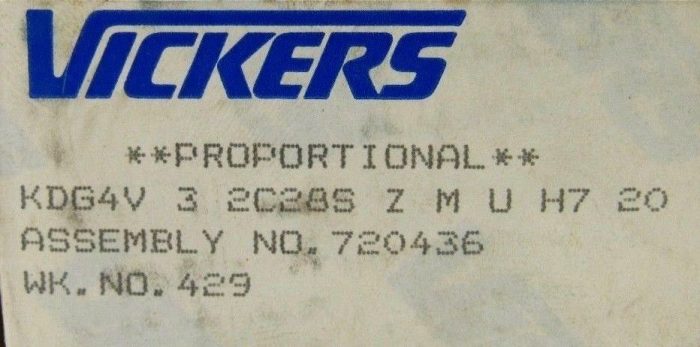 VICKERS
**PROPORTIONAL**
KDG4V 3 2C28S Z M U H7 20
ASSEMBLY NO.720436
WK.NO.429